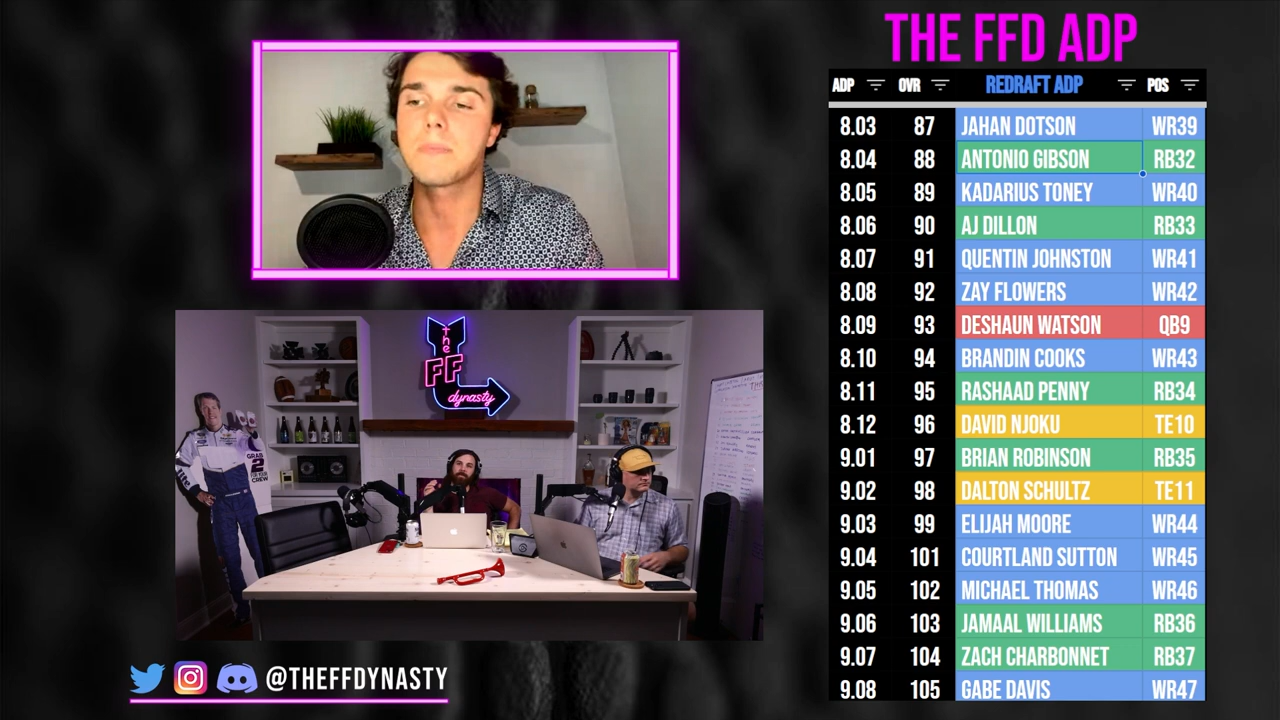 THE FFD ADP
ADP OVR REDRAFT ADP POS
8.03 87 JAHAN DOTSON WR39
8.04 88 ANTONIO GIBSON RB32
8.05 89 KADARIUS TONEY WR40
8.06 90 AJ DILLON RB33
8.07 91 QUENTIN JOHNSTON WR41
8.08 92 ZAY FLOWERS WR42
8.09 93 DESHAUN WATSON QB9
8.10 94 BRANDIN COOKS WR43
8.11 95 RASHAAD PENNY RB34
8.12 96 DAVID NJOKU TE10
9.01 97 BRIAN ROBINSON RB35
9.02 98 DALTON SCHULTZ TE11
9.03 99 ELIJAH MOORE WR44
9.04 101 COURTLAND SUTTON WR45
9.05 102 MICHAEL THOMAS WR46
9.06 103 JAMAAL WILLIAMS RB36
9.07 104 ZACH CHARBONNET RB37
9.08 105 GABE DAVIS WR47
the
FF
dynasty
GRAB
2
CREW
@THEFFDYNASTY